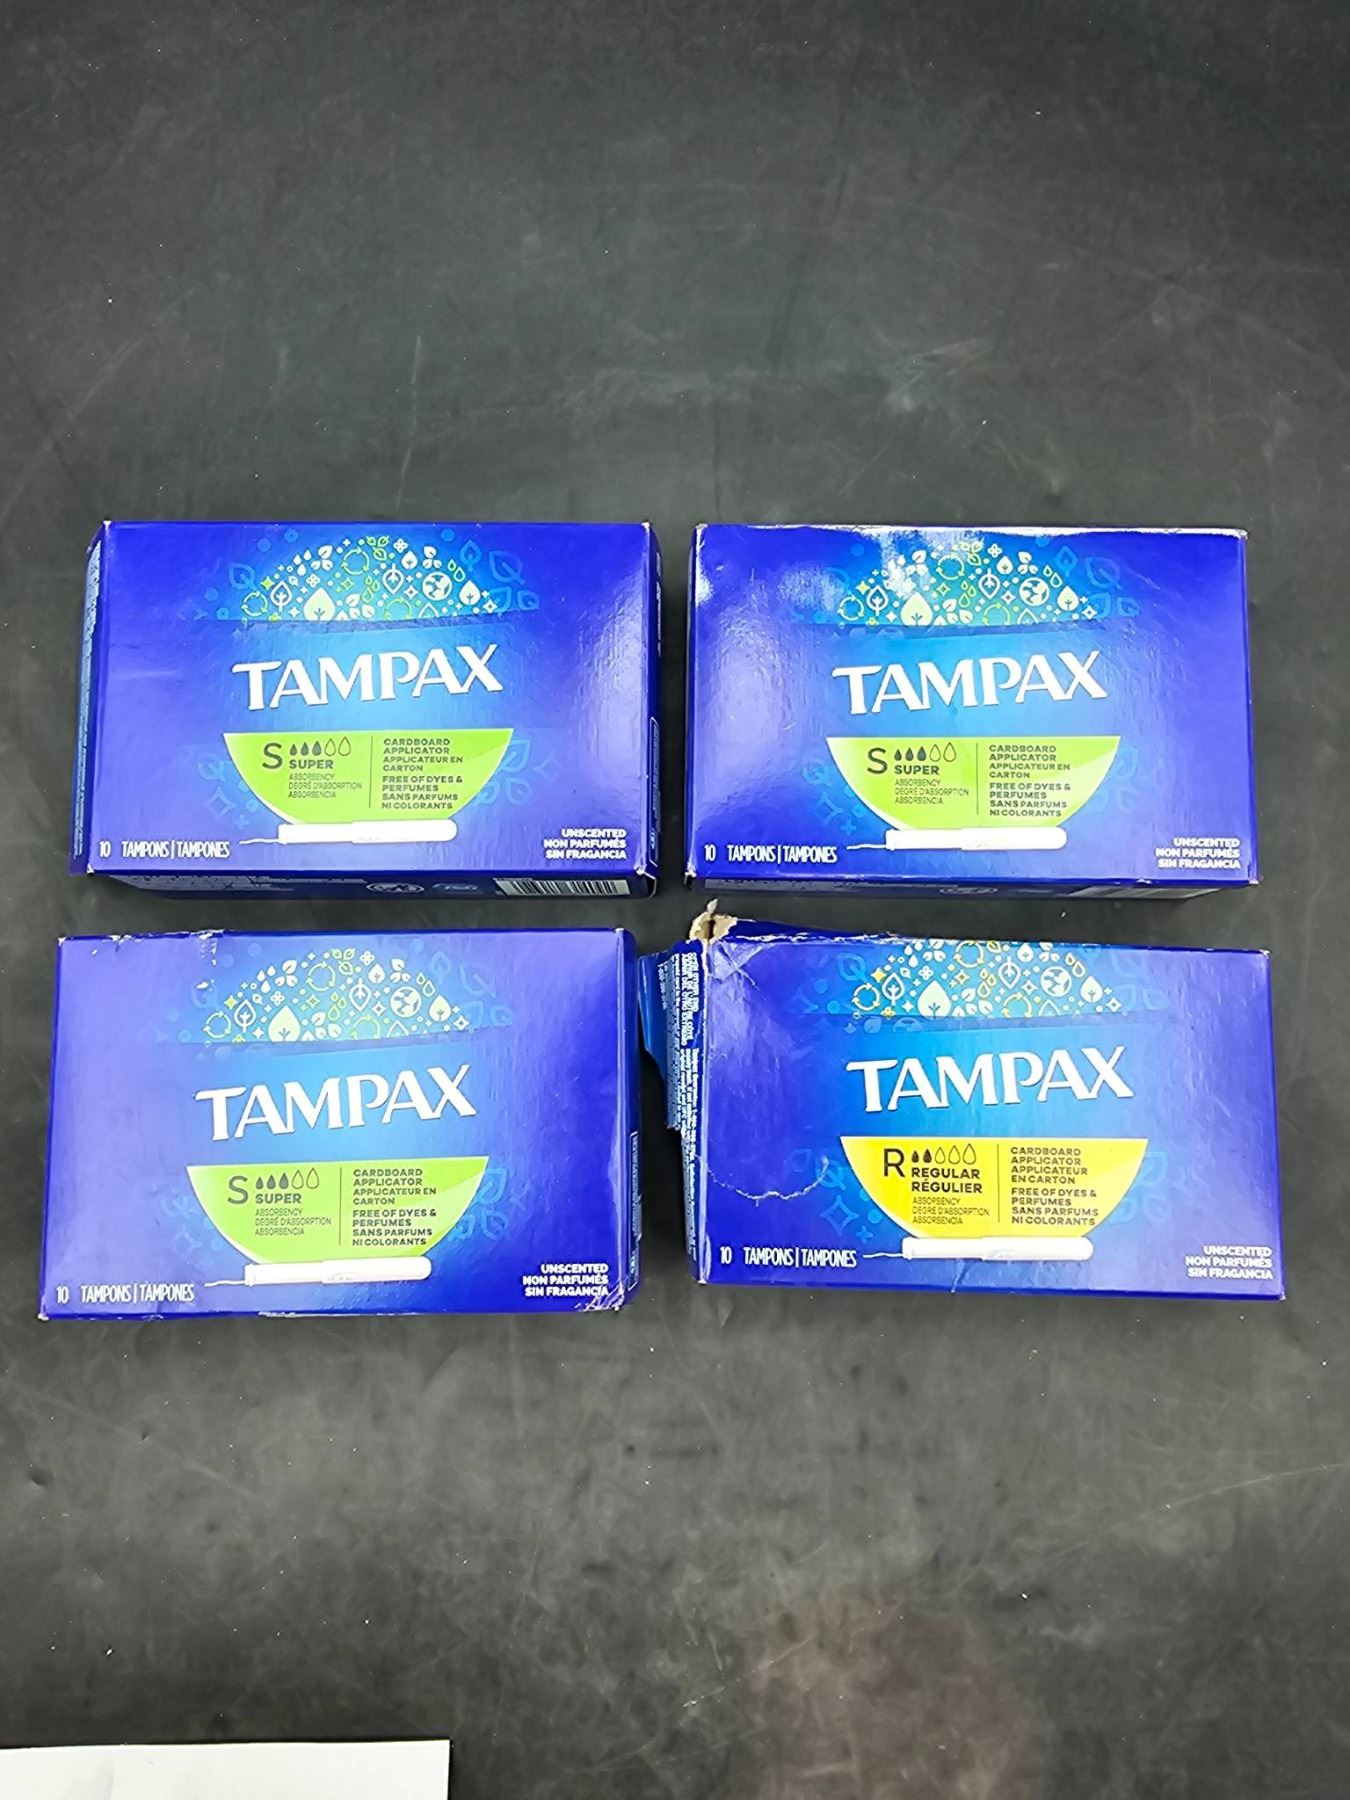 TAMPAX
S SUPER
ABSORBENCY
DEGRÉ D'ABSORPTION
ABSORBENCIA
CARDBOARD
APPLICATOR
APPLICATEUR EN
CARTON
FREE OF DYES &
PERFUMES
SANS PARFUMS
NI COLORANTS
10 TAMPONS | TAMPONES
UNSCENTED
NON PARFUMÉS
SIN FRAGANCIA
TAMPAX
S SUPER
ABSORBENCY
DEGRÉ D'ABSORPTION
ABSORBENCIA
CARDBOARD
APPLICATOR
APPLICATEUR EN
CARTON
FREE OF DYES &
PERFUMES
SANS PARFUMS
NI COLORANTS
10 TAMPONS | TAMPONES
UNSCENTED
NON PARFUMÉS
SIN FRAGANCIA
TAMPAX
S SUPER
ABSORBENCY
DEGRÉ D'ABSORPTION
ABSORBENCIA
CARDBOARD
APPLICATOR
APPLICATEUR EN
CARTON
FREE OF DYES &
PERFUMES
SANS PARFUMS
NI COLORANTS
10 TAMPONS | TAMPONES
UNSCENTED
NON PARFUMÉS
SIN FRAGANCIA
TAMPAX
R REGULAR
RÉGULIER
ABSORBENCY
DEGRÉ D'ABSORPTION
ABSORBENCIA
CARDBOARD
APPLICATOR
APPLICATEUR
EN CARTON
FREE OF DYES &
PERFUMES
SANS PARFUMS
NI COLORANTS
10 TAMPONS | TAMPONES
UNSCENTED
NON PARFUMÉS
SIN FRAGANCIA